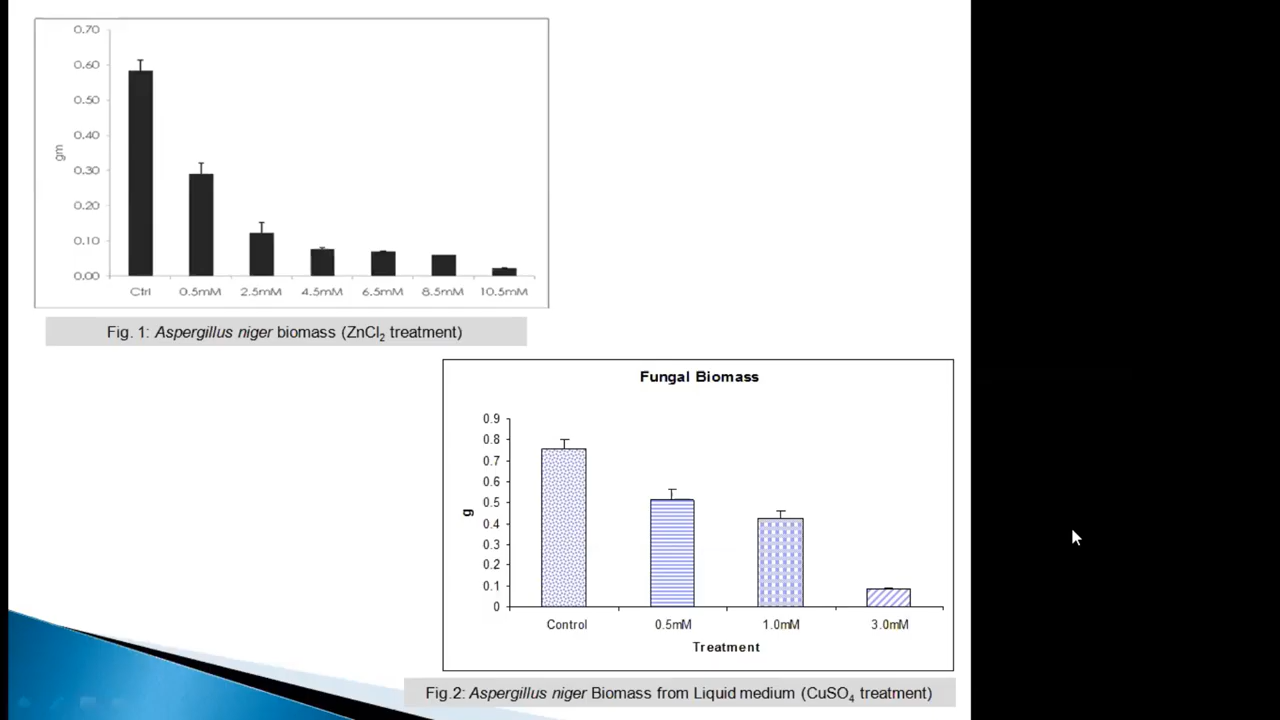 0.70
0.60
0.50
0.40
0.30
0.20
0.10
0.00
gm
Ctrl 0.5mM 2.5mM 4.5mM 6.5mM 8.5mM 10.5mM
Fig. 1: Aspergillus niger biomass (ZnCl₂ treatment)
Fungal Biomass
0.9
0.8
0.7
0.6
0.5
0.4
0.3
0.2
0.1
0
g
Control 0.5mM 1.0mM 3.0mM
Treatment
Fig.2: Aspergillus niger Biomass from Liquid medium (CuSO₄ treatment)